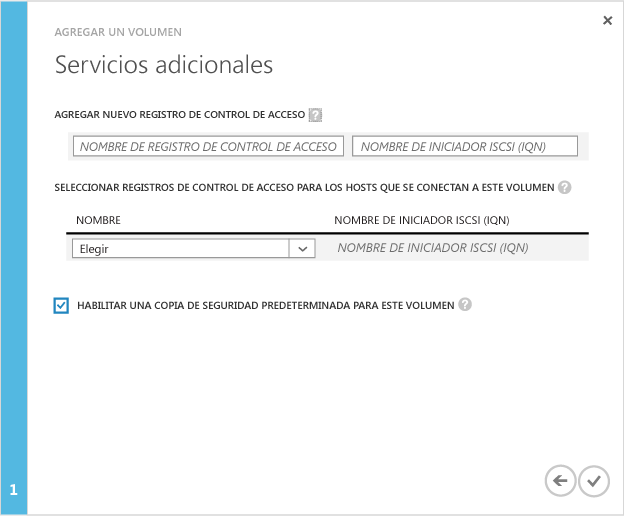 AGREGAR UN VOLUMEN
Servicios adicionales
AGREGAR NUEVO REGISTRO DE CONTROL DE ACCESO ?
NOMBRE DE REGISTRO DE CONTROL DE ACCESO NOMBRE DE INICIADOR ISCSI (IQN)
SELECCIONAR REGISTROS DE CONTROL DE ACCESO PARA LOS HOSTS QUE SE CONECTAN A ESTE VOLUMEN ?
NOMBRE NOMBRE DE INICIADOR ISCSI (IQN)
Elegir NOMBRE DE INICIADOR ISCSI (IQN)
HABILITAR UNA COPIA DE SEGURIDAD PREDETERMINADA PARA ESTE VOLUMEN ?
1